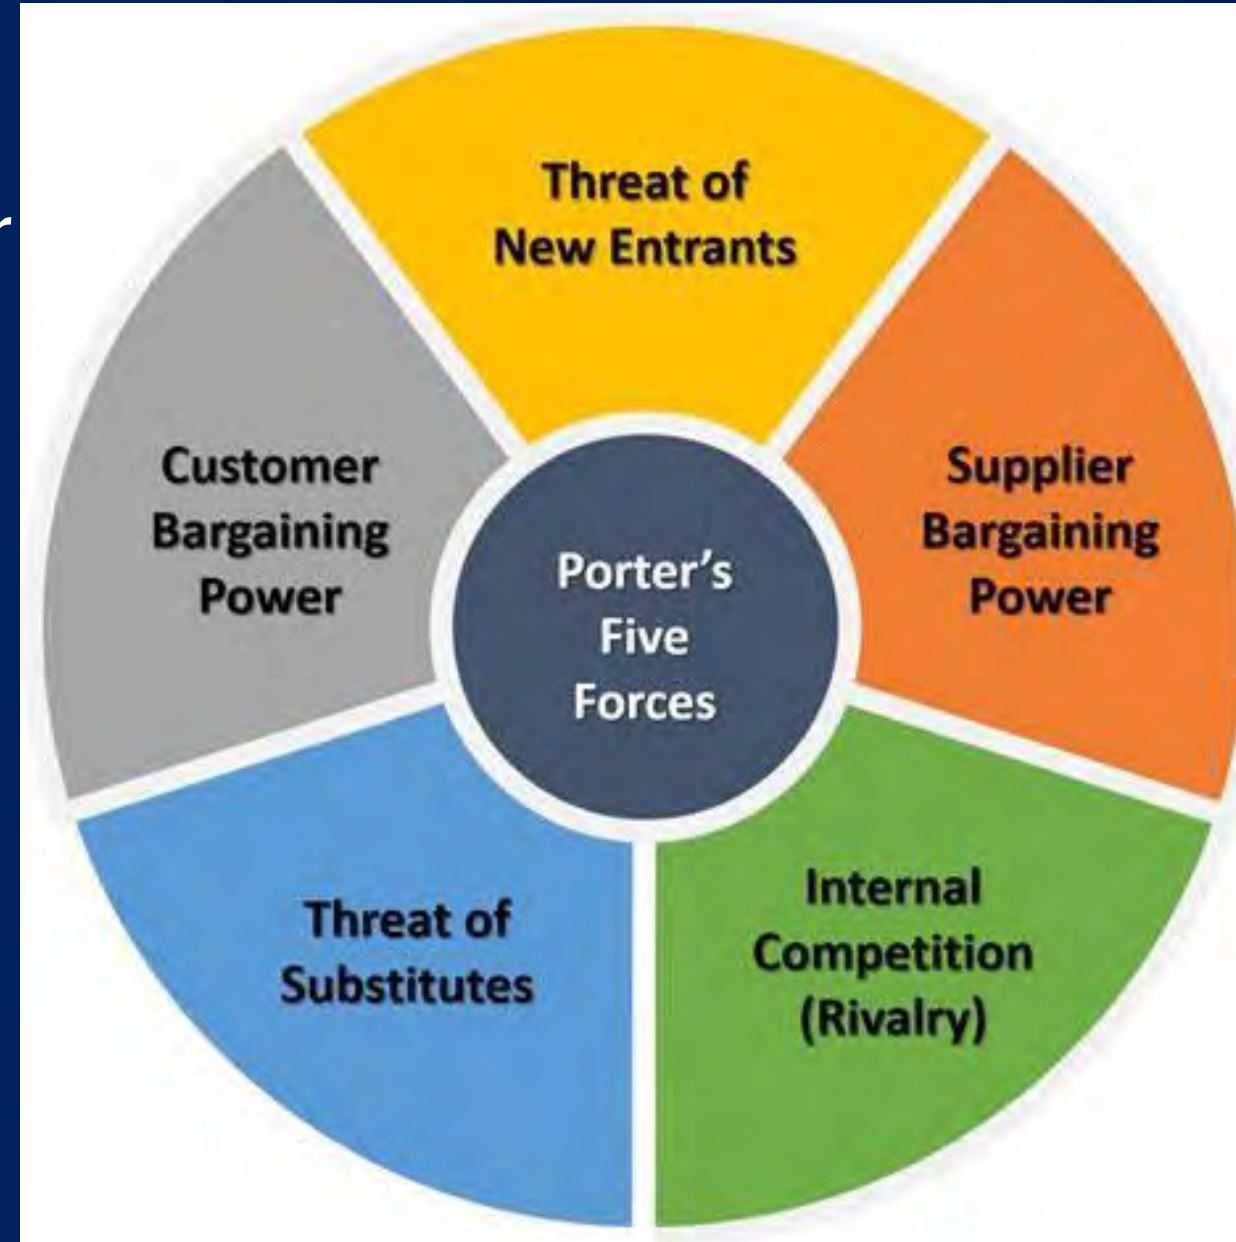 Threat of
New Entrants
Customer
Bargaining
Power
Supplier
Bargaining
Power
Porter’s
Five
Forces
Threat of
Substitutes
Internal
Competition
(Rivalry)